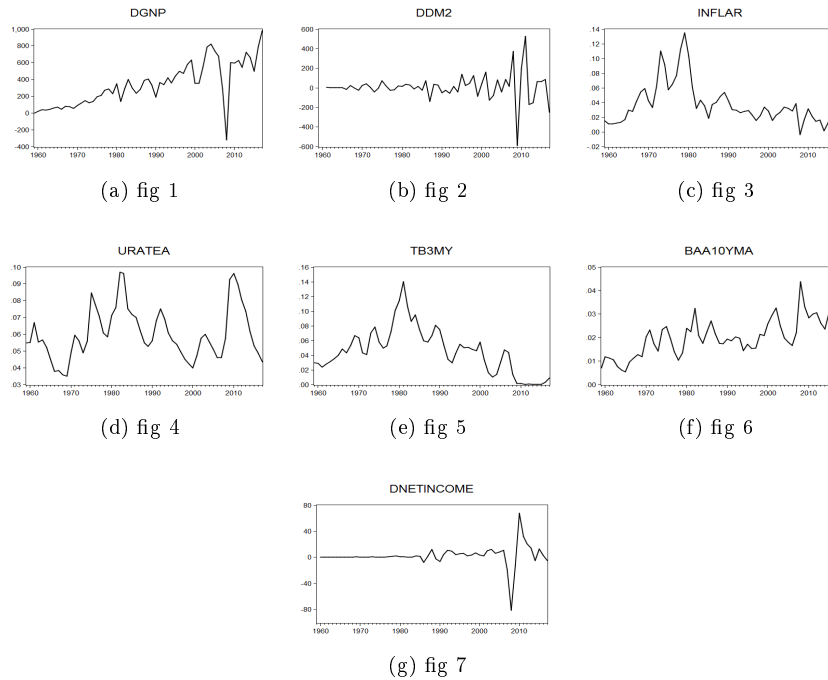 DGNP
1,000
800
600
400
200
0
-200
-400
1960 1970 1980 1990 2000 2010
(a) fig 1
DDM2
600
400
200
0
-200
-400
-600
1960 1970 1980 1990 2000 2010
(b) fig 2
INFLAR
.14
.12
.10
.08
.06
.04
.02
.00
-.02
1960 1970 1980 1990 2000 2010
(c) fig 3
URATEA
.10
.09
.08
.07
.06
.05
.04
.03
1960 1970 1980 1990 2000 2010
(d) fig 4
TB3MY
.16
.14
.12
.10
.08
.06
.04
.02
.00
1960 1970 1980 1990 2000 2010
(e) fig 5
BAA10YMA
.05
.04
.03
.02
.01
.00
1960 1970 1980 1990 2000 2010
(f) fig 6
DNETINCOME
80
40
0
-40
-80
1960 1970 1980 1990 2000 2010
(g) fig 7